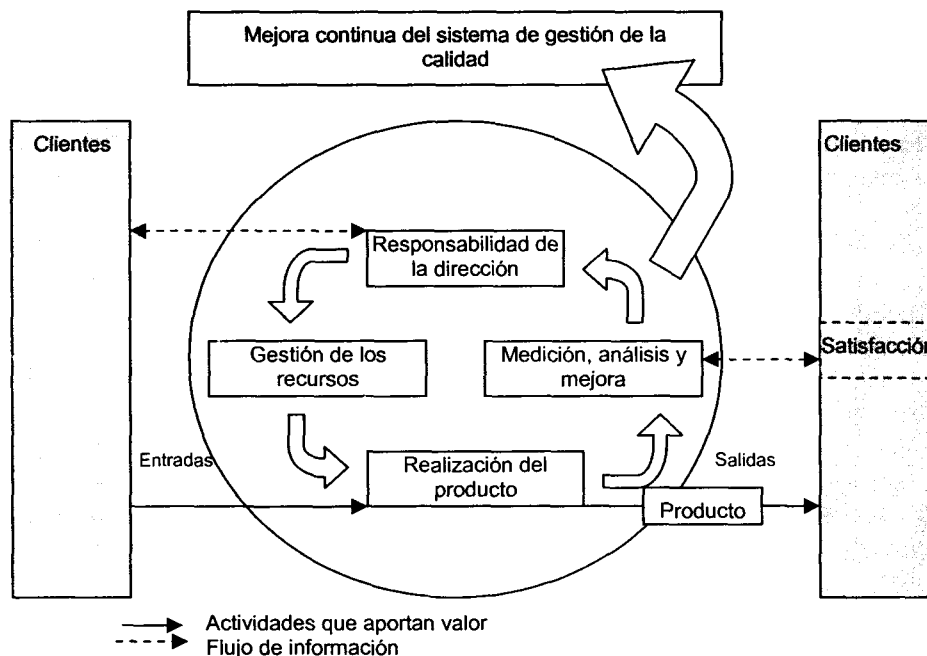 Mejora continua del sistema de gestión de la
calidad
Clientes
Clientes
Responsabilidad de
la dirección
Gestión de los
recursos
Medición, análisis y
mejora
Satisfacción
Entradas
Realización del
producto
Salidas
Producto
Actividades que aportan valor
Flujo de información